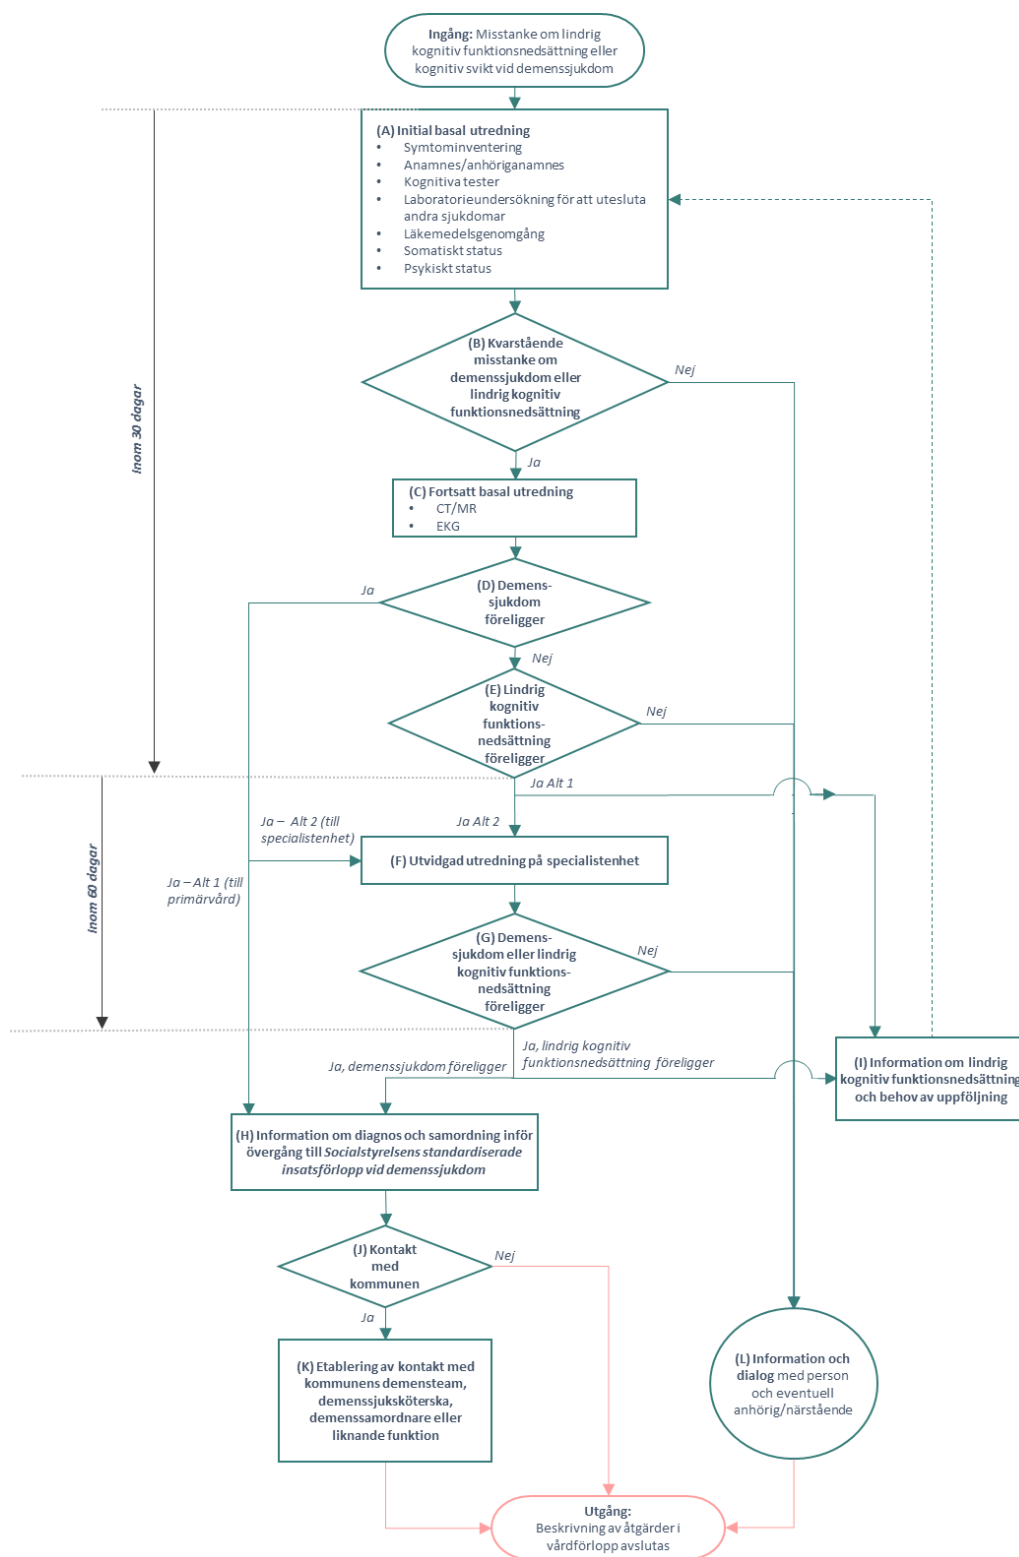 Ingång: Misstanke om lindrig
kognitiv funktionsnedsättning eller
kognitiv svikt vid demenssjukdom
(A) Initial basal utredning
• Symtominventering
• Anamnes/anhöriganamnes
• Kognitiva tester
• Laboratorieundersökning för att utesluta
andra sjukdomar
• Läkemedelsgenomgång
• Somatiskt status
• Psykiskt status
Inom 30 dagar
(B) Kvarstående
misstanke om
demenssjukdom eller
lindrig kognitiv
funktionsnedsättning
Nej
Ja
(C) Fortsatt basal utredning
• CT/MR
• EKG
(D) Demens-
sjukdom
föreligger
Ja
Nej
(E) Lindrig
kognitiv
funktions-
nedsättning
föreligger
Nej
Ja Alt 1
Ja Alt 2
Ja – Alt 2 (till
specialistenhet)
Ja – Alt 1 (till
primärvård)
Inom 60 dagar
(F) Utvidgad utredning på specialistenhet
(G) Demens-
sjukdom eller lindrig
kognitiv funktions-
nedsättning
föreligger
Nej
Ja, lindrig kognitiv
funktionsnedsättning föreligger
Ja, demenssjukdom föreligger
(I) Information om lindrig
kognitiv funktionsnedsättning
och behov av uppföljning
(H) Information om diagnos och samordning inför
övergång till Socialstyrelsens standardiserade
insatsförlopp vid demenssjukdom
(J) Kontakt
med
kommunen
Nej
Ja
(K) Etablering av kontakt med
kommunens demensteam,
demenssjuksköterska,
demenssamordnare eller
liknande funktion
(L) Information och
dialog med person
och eventuell
anhörig/närstående
Utgång:
Beskrivning av åtgärder i
vårdförlopp avslutas